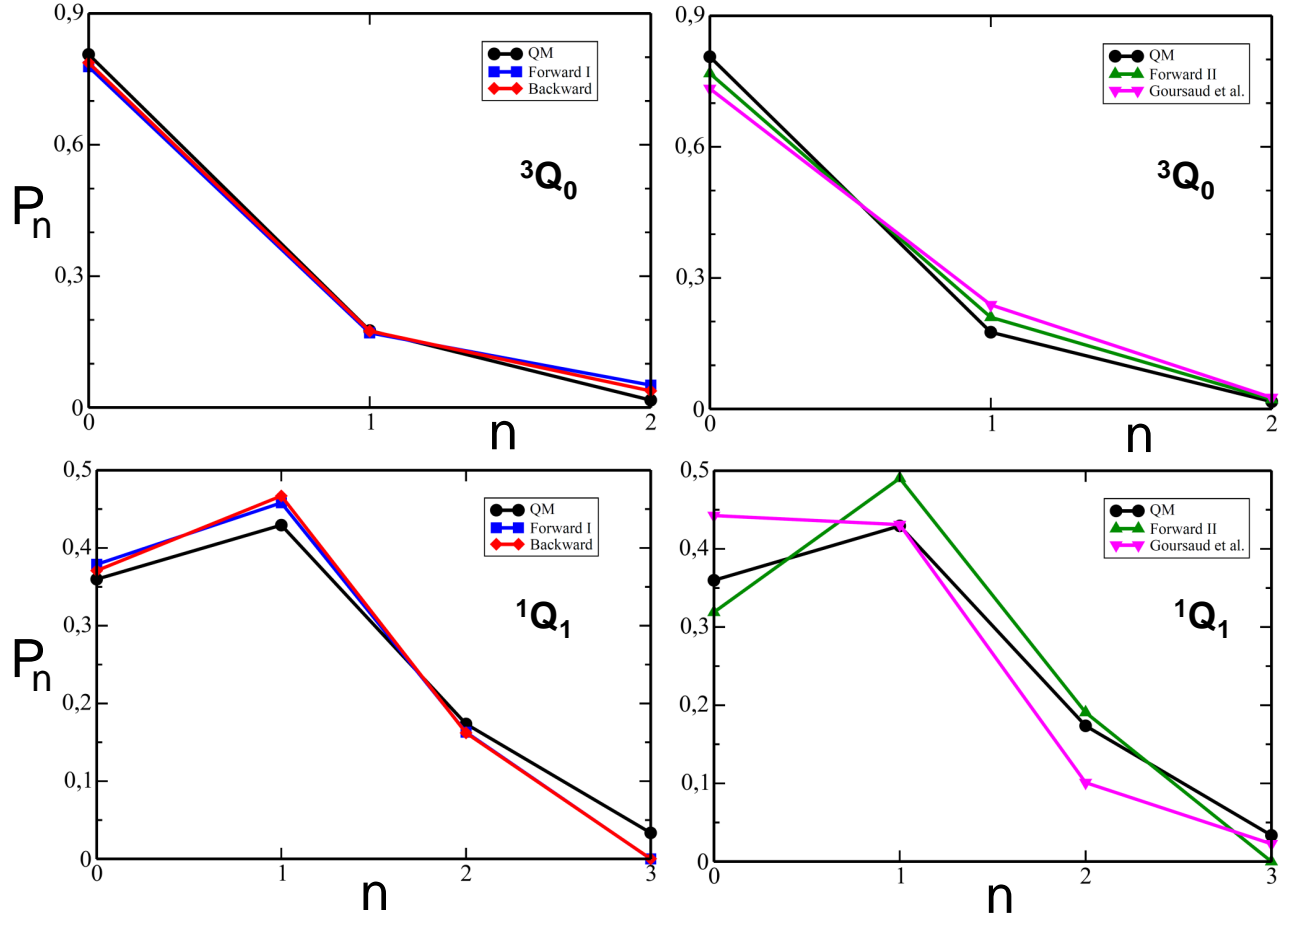 0,9
0,6
0,3
0
0
1
2
P_n
n
QM
Forward I
Backward
³Q₀
0,9
0,6
0,3
0
0
1
2
n
QM
Forward II
Goursaud et al.
³Q₀
0,5
0,4
0,3
0,2
0,1
0
0
1
2
3
P_n
n
QM
Forward I
Backward
¹Q₁
0,5
0,4
0,3
0,2
0,1
0
0
1
2
3
n
QM
Forward II
Goursaud et al.
¹Q₁